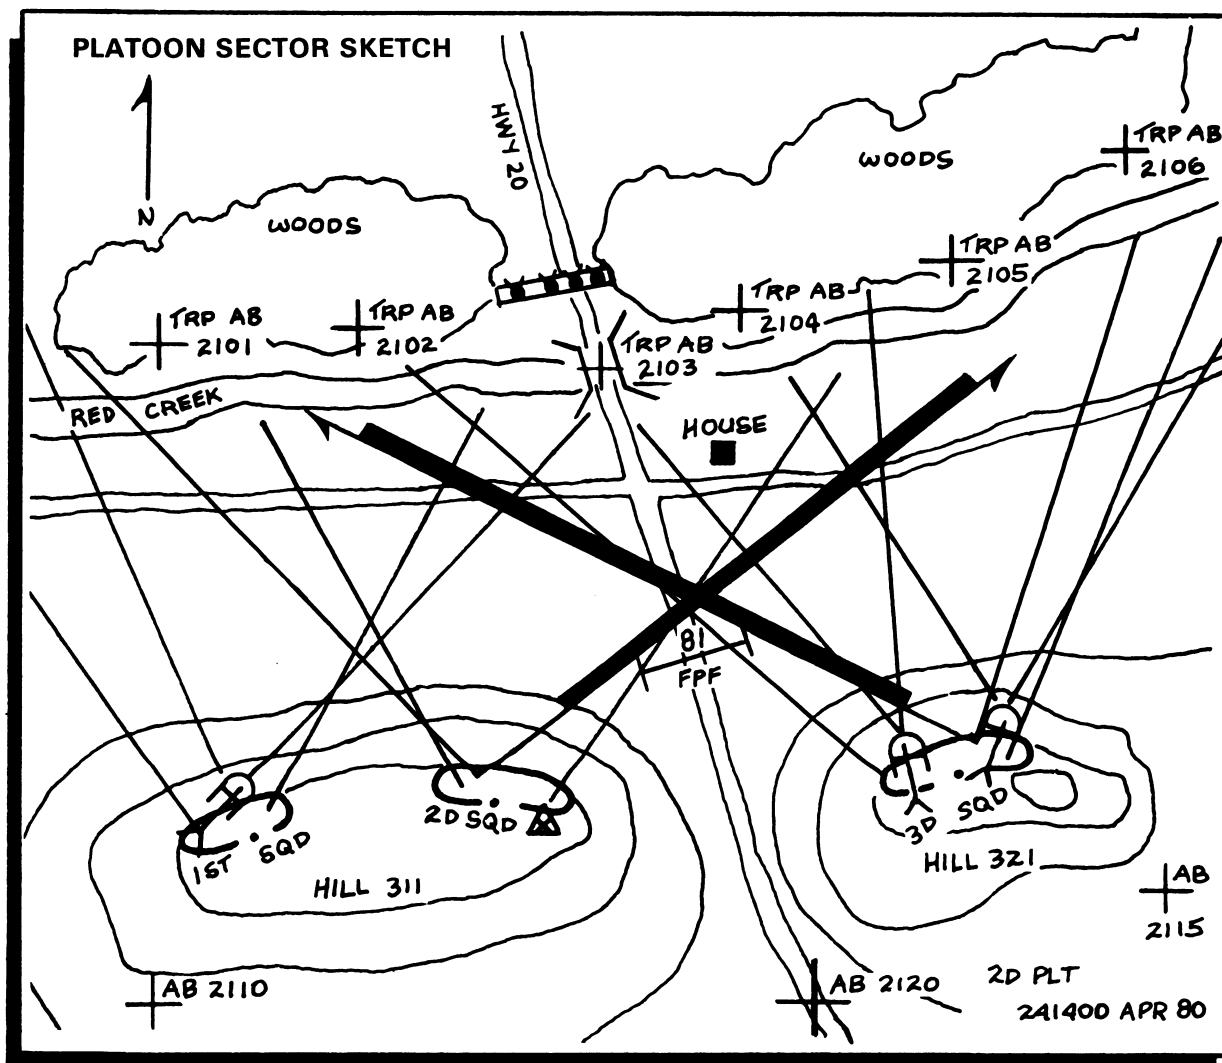 PLATOON SECTOR SKETCH
HWY 20
N
WOODS
WOODS
TRP AB
2106
TRP AB
2105
TRP AB
2104
TRP AB
2101
TRP AB
2102
TRP AB
2103
RED CREEK
HOUSE
81
FPF
1ST SQD
2D SQD
3D SQD
HILL 311
HILL 321
AB
2115
AB 2110
AB 2120
2D PLT
241400 APR 80